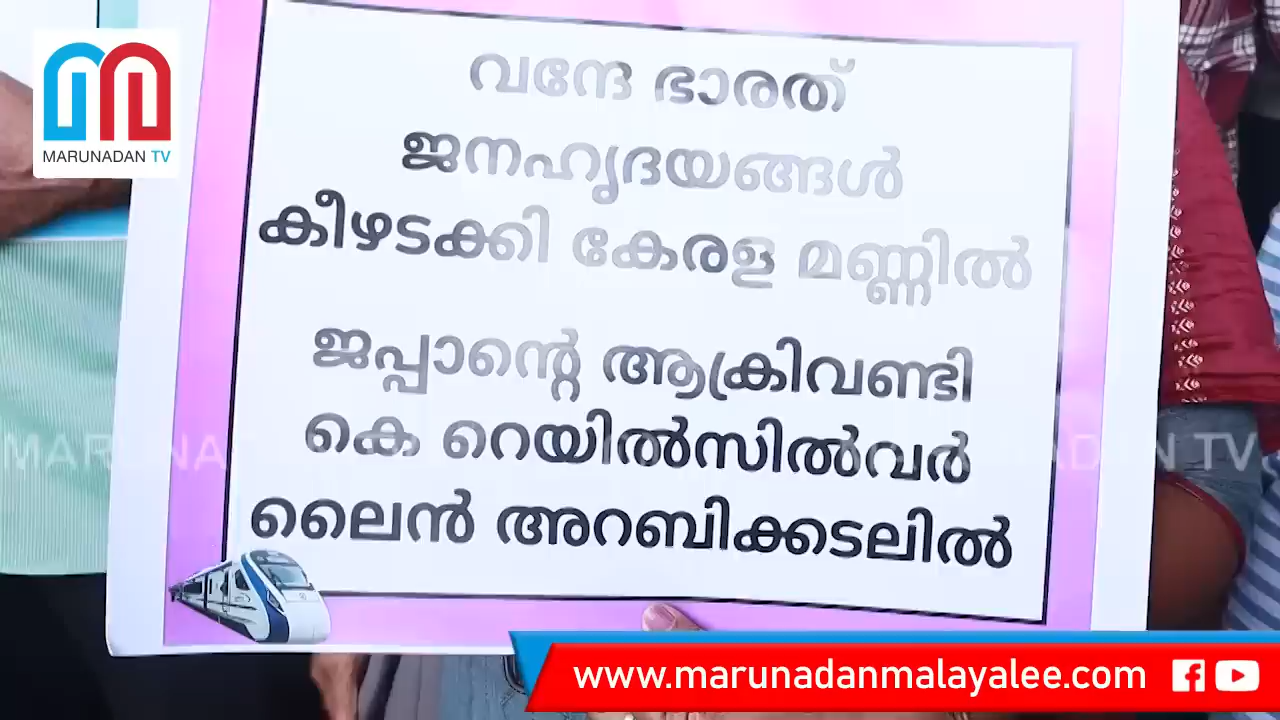 MARUNADAN TV
വന്ദേ ഭാരത്
ജനഹൃദയങ്ങൾ
കീഴടക്കി കേരള മണ്ണിൽ
ജപ്പാന്റെ ആക്രിവണ്ടി
കെ റെയിൽസിൽവർ
ലൈൻ അറബിക്കടലിൽ
www.marunadanmalayalee.com